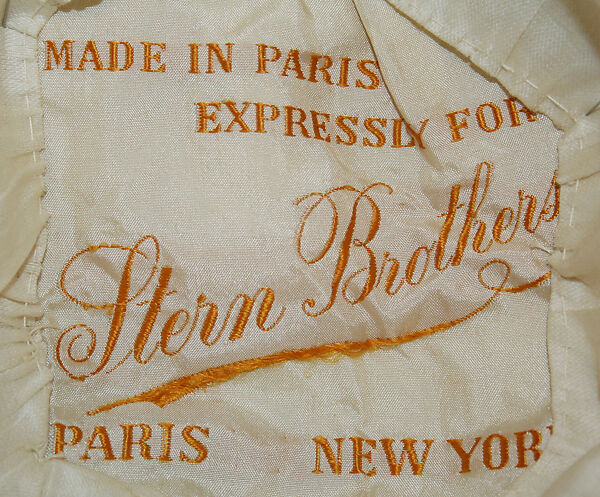 MADE IN PARIS
EXPRESSLY FOR
Stern Brothers
PARIS NEW YOR